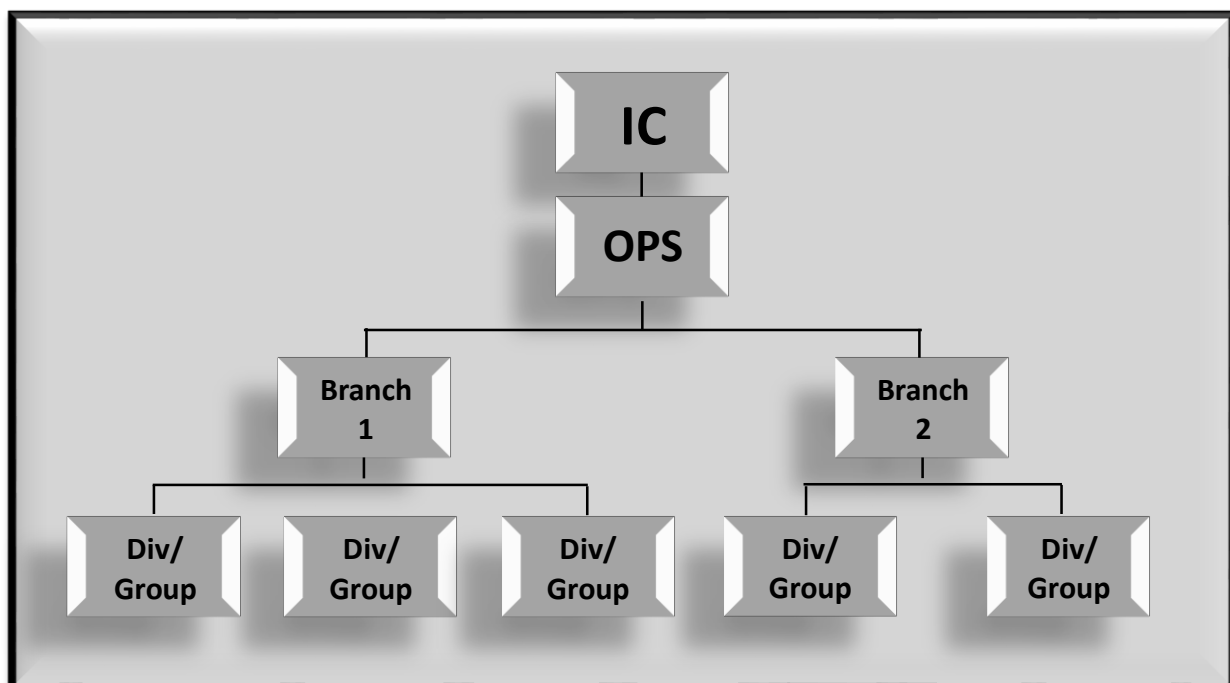 IC
OPS
Branch
1
Branch
2
Div/
Group
Div/
Group
Div/
Group
Div/
Group
Div/
Group